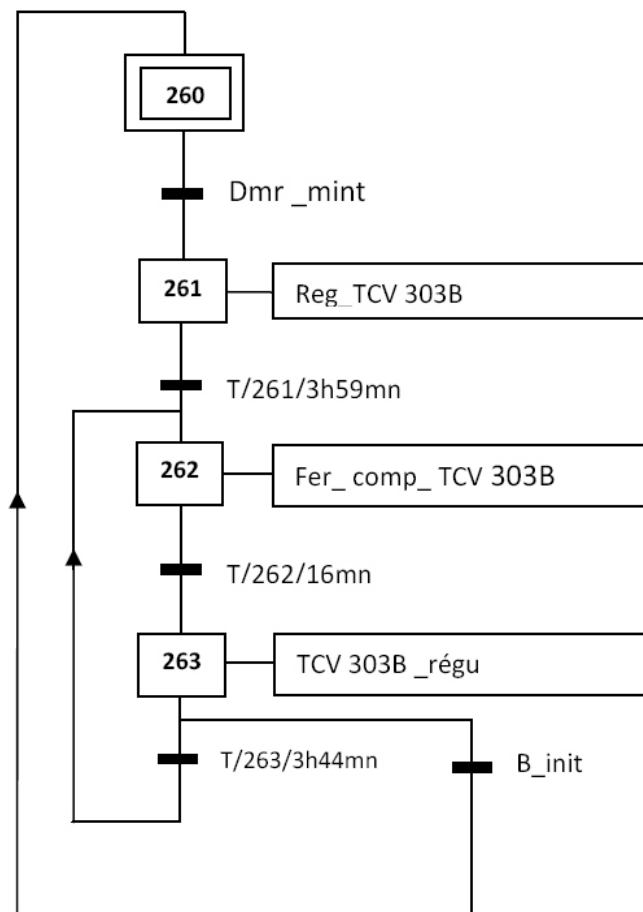 260
Dmr _mint
261
Reg_TCV 303B
T/261/3h59mn
262
Fer_ comp_ TCV 303B
T/262/16mn
263
TCV 303B _régu
T/263/3h44mn
B_init